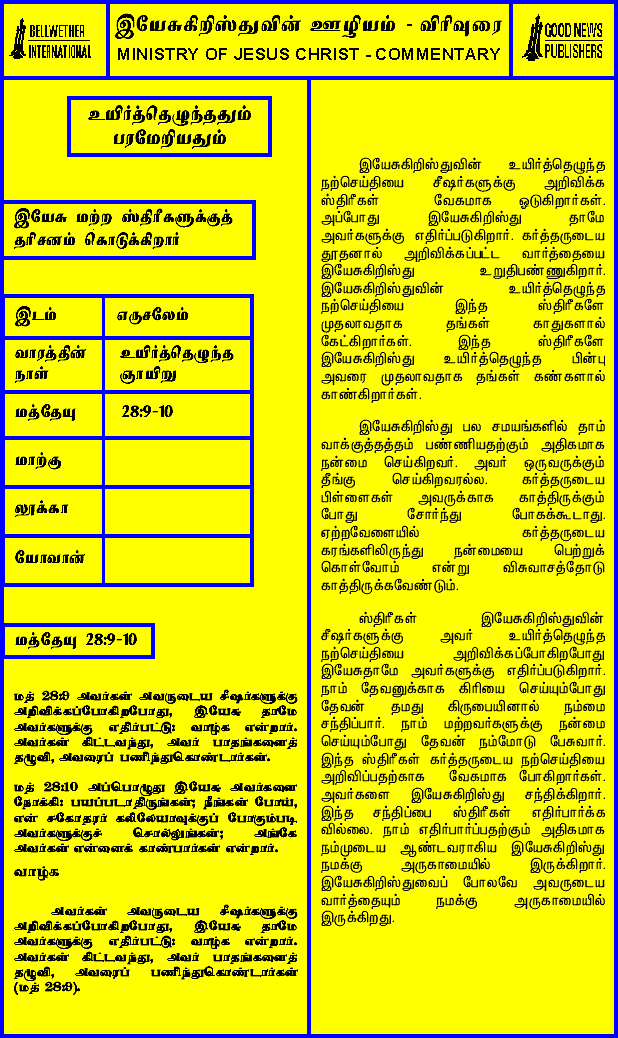 BELLWETHER
INTERNATIONAL
இயேசுகிறிஸ்துவின் ஊழியம் - விரிவுரை
MINISTRY OF JESUS CHRIST - COMMENTARY
GOOD NEWS
PUBLISHERS
உயிர்த்தெழுந்ததும்
பரமேறியதும்
இயேசு மற்ற ஸ்திரீகளுக்குத்
தரிசனம் கொடுக்கிறார்
இடம் எருசலேம்
வாரத்தின் உயிர்த்தெழுந்த
நாள் ஞாயிறு
மத்தேயு 28:9-10
மாற்கு
லூக்கா
யோவான்
மத்தேயு 28:9-10
மத் 28:9 அவர்கள் அவருடைய சீஷர்களுக்கு
அறிவிக்கப்போகிறபோது, இயேசு தாமே
அவர்களுக்கு எதிர்பட்டு: வாழ்க என்றார்.
அவர்கள் கிட்டவந்து, அவர் பாதங்களைத்
தழுவி, அவரைப் பணிந்துகொண்டார்கள்.
மத் 28:10 அப்பொழுது இயேசு அவர்களை
நோக்கி: பயப்படாதிருங்கள்; நீங்கள் போய்,
என் சகோதரர் கலிலேயாவுக்குப் போகும்படி
அவர்களுக்குச் சொல்லுங்கள்; அங்கே
அவர்கள் என்னைக் காண்பார்கள் என்றார்.
வாழ்க
அவர்கள் அவருடைய சீஷர்களுக்கு
அறிவிக்கப்போகிறபோது, இயேசு தாமே
அவர்களுக்கு எதிர்பட்டு: வாழ்க என்றார்.
அவர்கள் கிட்டவந்து, அவர் பாதங்களைத்
தழுவி, அவரைப் பணிந்துகொண்டார்கள்
(மத் 28:9).
இயேசுகிறிஸ்துவின் உயிர்த்தெழுந்த
நற்செய்தியை சீஷர்களுக்கு அறிவிக்க
ஸ்திரீகள் வேகமாக ஒடுகிறார்கள்.
அப்போது இயேசுகிறிஸ்து தாமே
அவர்களுக்கு எதிர்ப்படுகிறார். கர்த்தருடைய
தூதனால் அறிவிக்கப்பட்ட வார்த்தையை
இயேசுகிறிஸ்து உறுதிபண்ணுகிறார்.
இயேசுகிறிஸ்துவின் உயிர்த்தெழுந்த
நற்செய்தியை இந்த ஸ்திரீகளே
முதலாவதாக தங்கள் காதுகளால்
கேட்கிறார்கள். இந்த ஸ்திரீகளே
இயேசுகிறிஸ்து உயிர்த்தெழுந்த பின்பு
அவரை முதலாவதாக தங்கள் கண்களால்
காண்கிறார்கள்.
இயேசுகிறிஸ்து பல சமயங்களில் தாம்
வாக்குத்தத்தம் பண்ணியதற்கும் அதிகமாக
நன்மை செய்கிறவர். அவர் ஒருவருக்கும்
தீங்கு செய்கிறவரல்ல. கர்த்தருடைய
பிள்ளைகள் அவருக்காக காத்திருக்கும்
போது சோர்ந்து போகக்கூடாது.
ஏற்றவேளையில் கர்த்தருடைய
கரங்களிலிருந்து நன்மையை பெற்றுக்
கொள்வோம் என்று விசுவாசத்தோடு
காத்திருக்கவேண்டும்.
ஸ்திரீகள் இயேசுகிறிஸ்துவின்
சீஷர்களுக்கு அவர் உயிர்த்தெழுந்த
நற்செய்தியை அறிவிக்கப்போகிறபோது
இயேசுதாமே அவர்களுக்கு எதிர்ப்படுகிறார்.
நாம் தேவனுக்காக கிரியை செய்யும்போது
தேவன் தமது கிருபையினால் நம்மை
சந்திப்பார். நாம் மற்றவர்களுக்கு நன்மை
செய்யும்போது தேவன் நம்மோடு பேசுவார்.
இந்த ஸ்திரீகள் கர்த்தருடைய நற்செய்தியை
அறிவிப்பதற்காக வேகமாக போகிறார்கள்.
அவர்களை இயேசுகிறிஸ்து சந்திக்கிறார்.
இந்த சந்திப்பை ஸ்திரீகள் எதிர்பார்க்க
வில்லை. நாம் எதிர்பார்ப்பதற்கும் அதிகமாக
நம்முடைய ஆண்டவராகிய இயேசுகிறிஸ்து
நமக்கு அருகாமையில் இருக்கிறார்.
இயேசுகிறிஸ்துவைப் போலவே அவருடைய
வார்த்தையும் நமக்கு அருகாமையில்
இருக்கிறது.